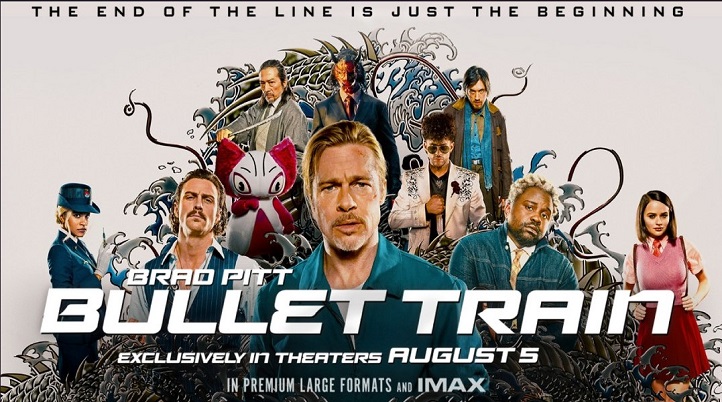 THE END OF THE LINE IS JUST THE BEGINNING
BRAD PITT
BULLET TRAIN
EXCLUSIVELY IN THEATERS AUGUST 5
IN PREMIUM LARGE FORMATS AND IMAX